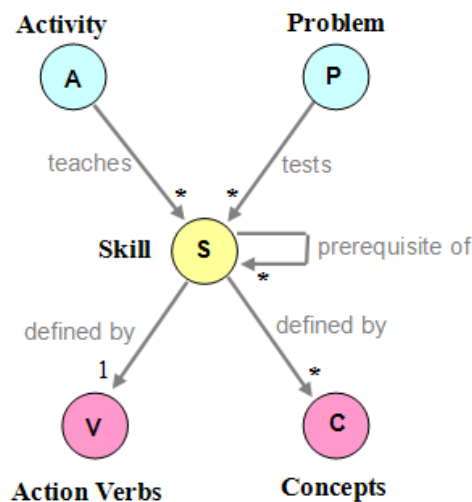 Activity
Problem
A
P
teaches
tests
*
*
Skill
S
prerequisite of
*
defined by
defined by
1
*
V
C
Action Verbs
Concepts